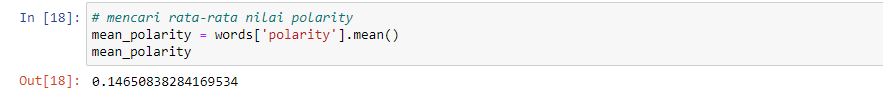 In [18]: # mencari rata-rata nilai polarity
mean_polarity = words['polarity'].mean()
mean_polarity
Out[18]: 0.14650838284169534